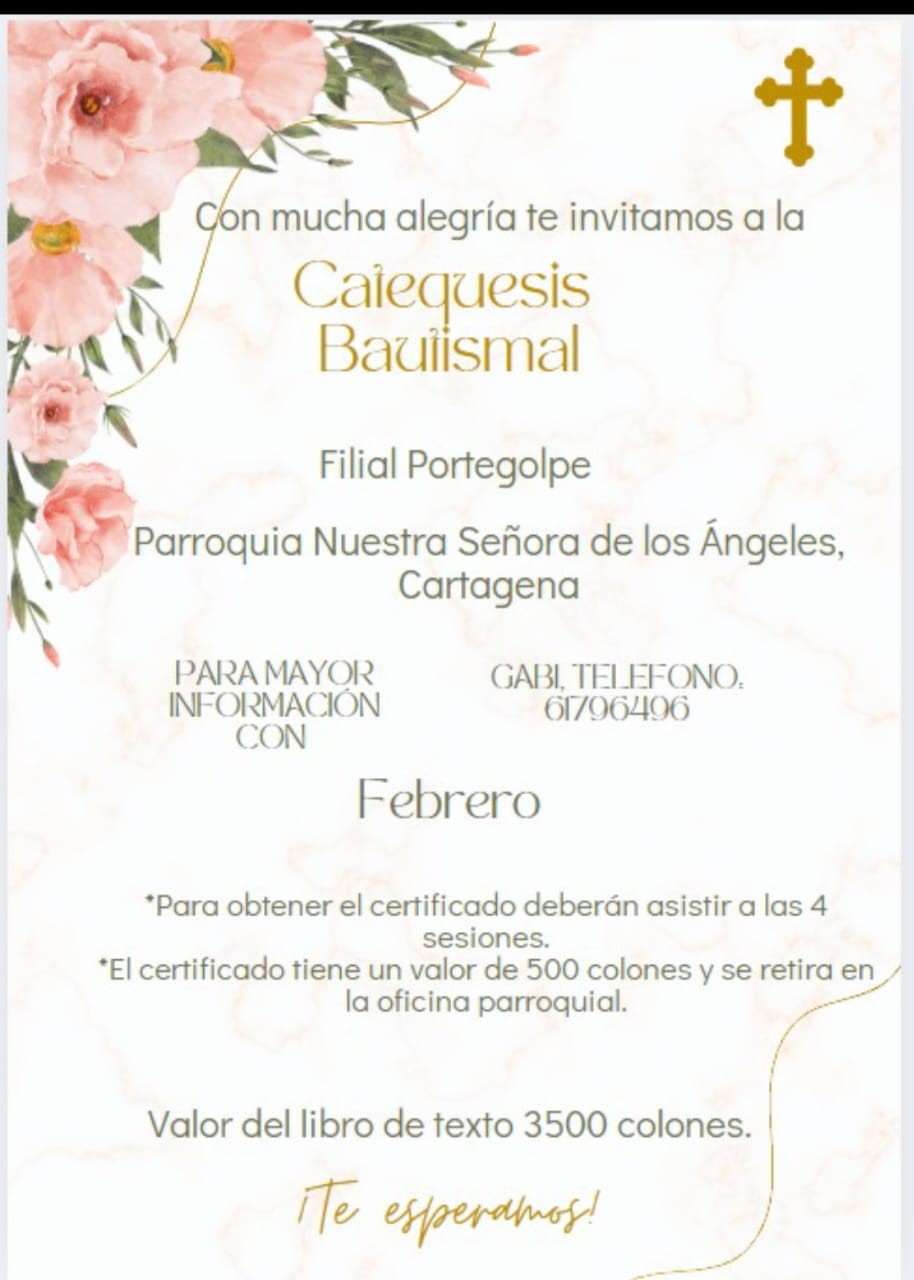 Con mucha alegría te invitamos a la
Catequesis
Bautismal
Filial Portegolpe
Parroquia Nuestra Señora de los Ángeles,
Cartagena
PARA MAYOR
INFORMACIÓN
CON
GABI, TELEFONO:
61796496
Febrero
*Para obtener el certificado deberán asistir a las 4
sesiones.
*El certificado tiene un valor de 500 colones y se retira en
la oficina parroquial.
Valor del libro de texto 3500 colones.
¡Te esperamos!